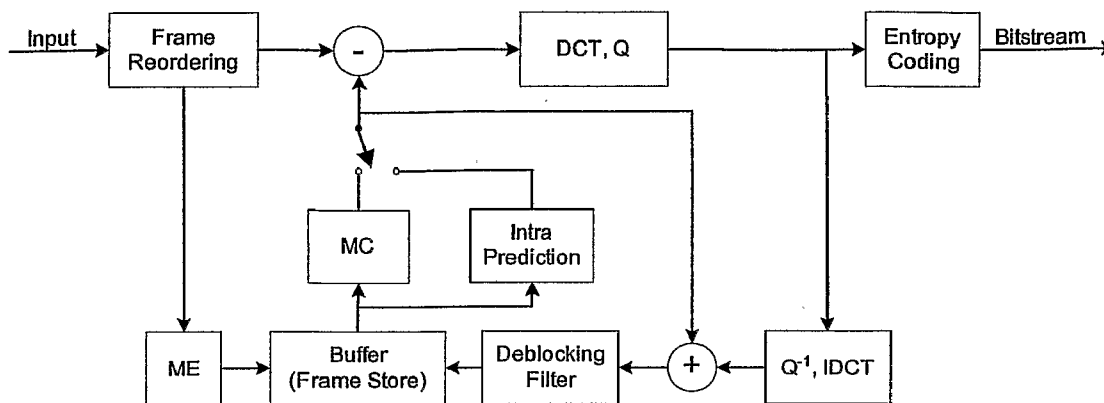 Input
Frame
Reordering
-
DCT, Q
Entropy
Coding
Bitstream
MC
Intra
Prediction
ME
Buffer
(Frame Store)
Deblocking
Filter
+
Q⁻¹, IDCT